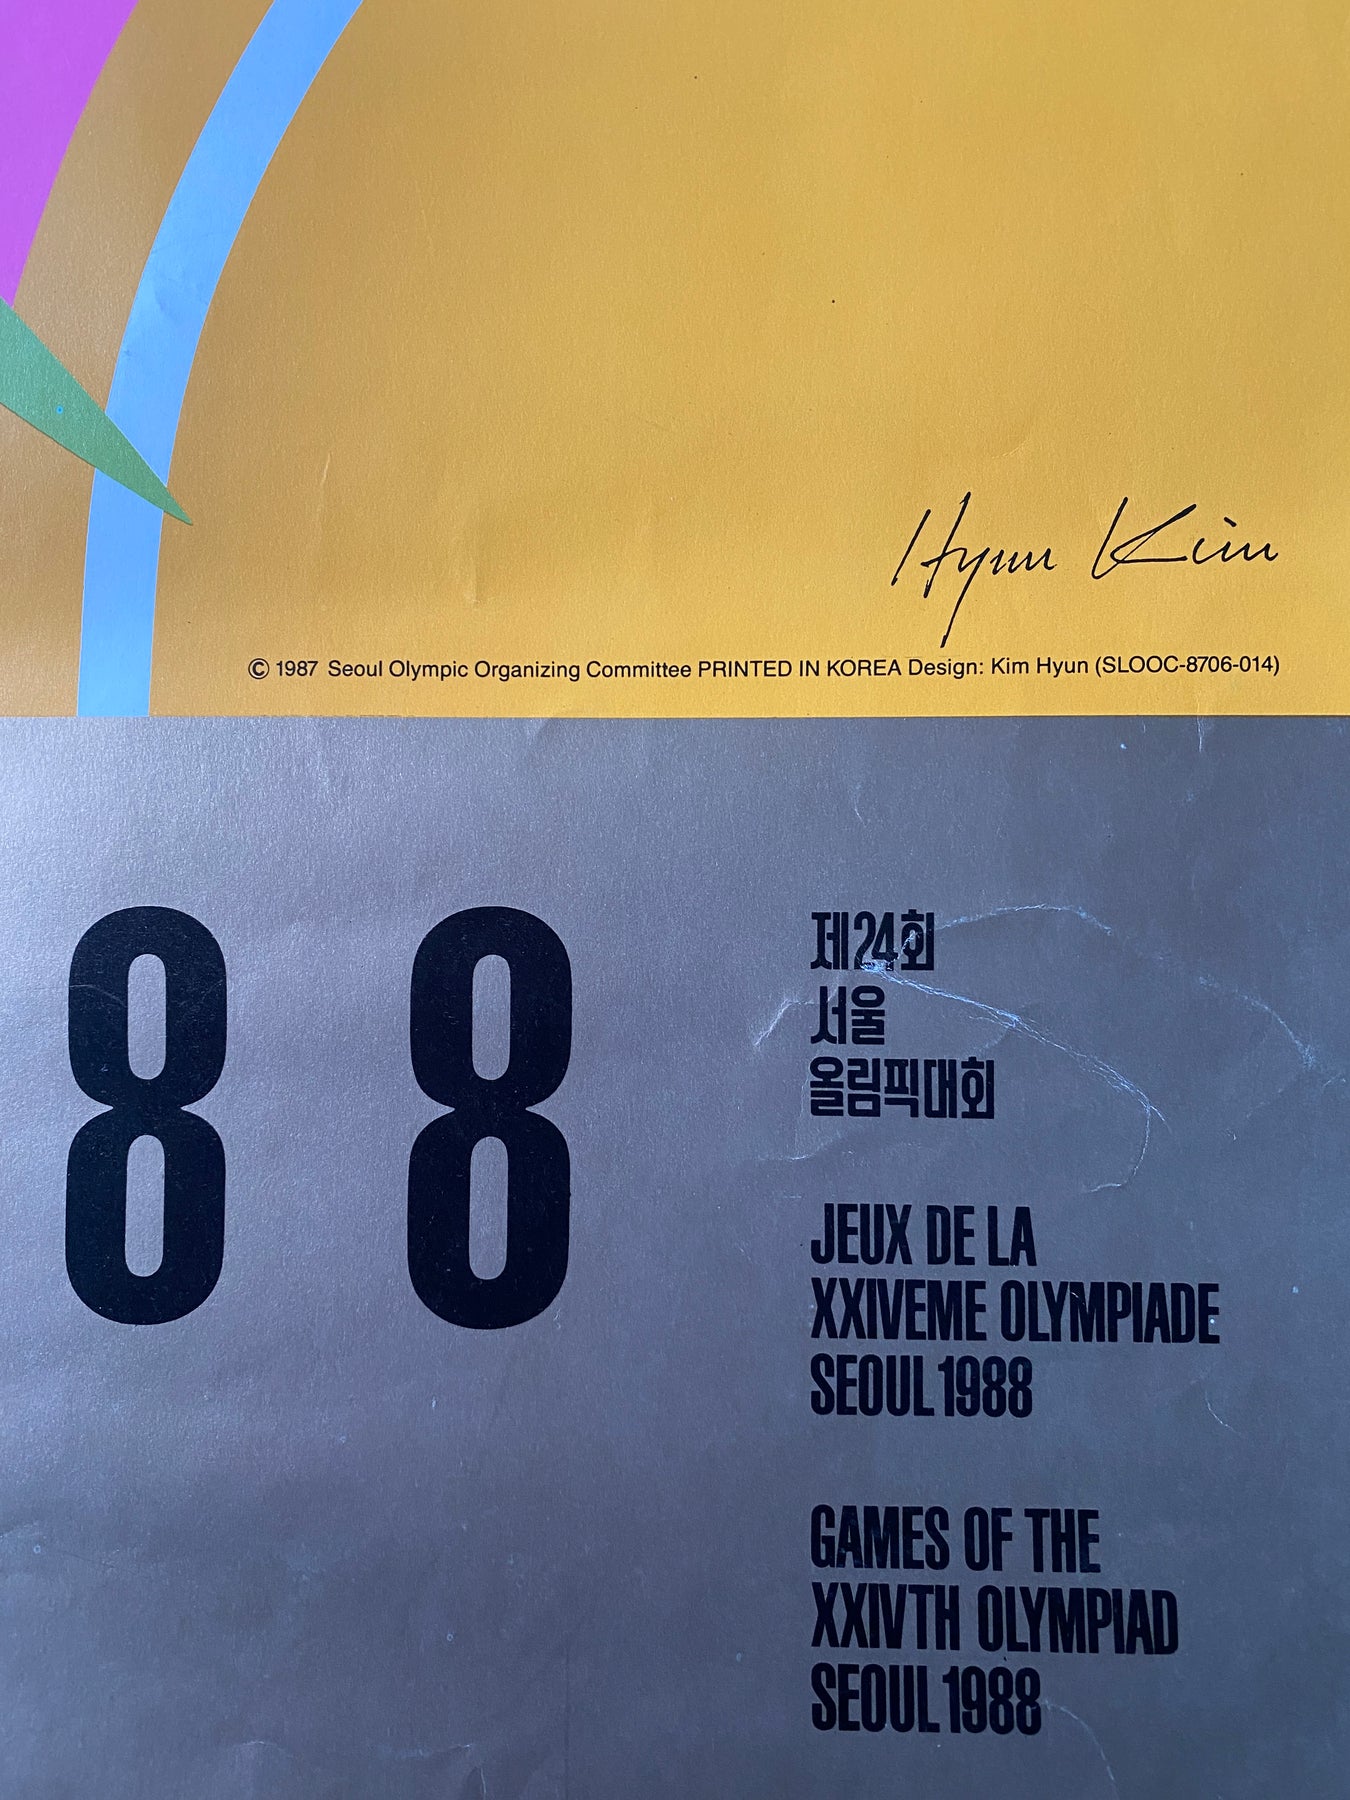 Hyun Kim
© 1987 Seoul Olympic Organizing Committee PRINTED IN KOREA Design: Kim Hyun (SLOOC-8706-014)
88
제24회
서울
올림픽대회
JEUX DE LA
XXIVEME OLYMPIADE
SEOUL 1988
GAMES OF THE
XXIVTH OLYMPIAD
SEOUL 1988